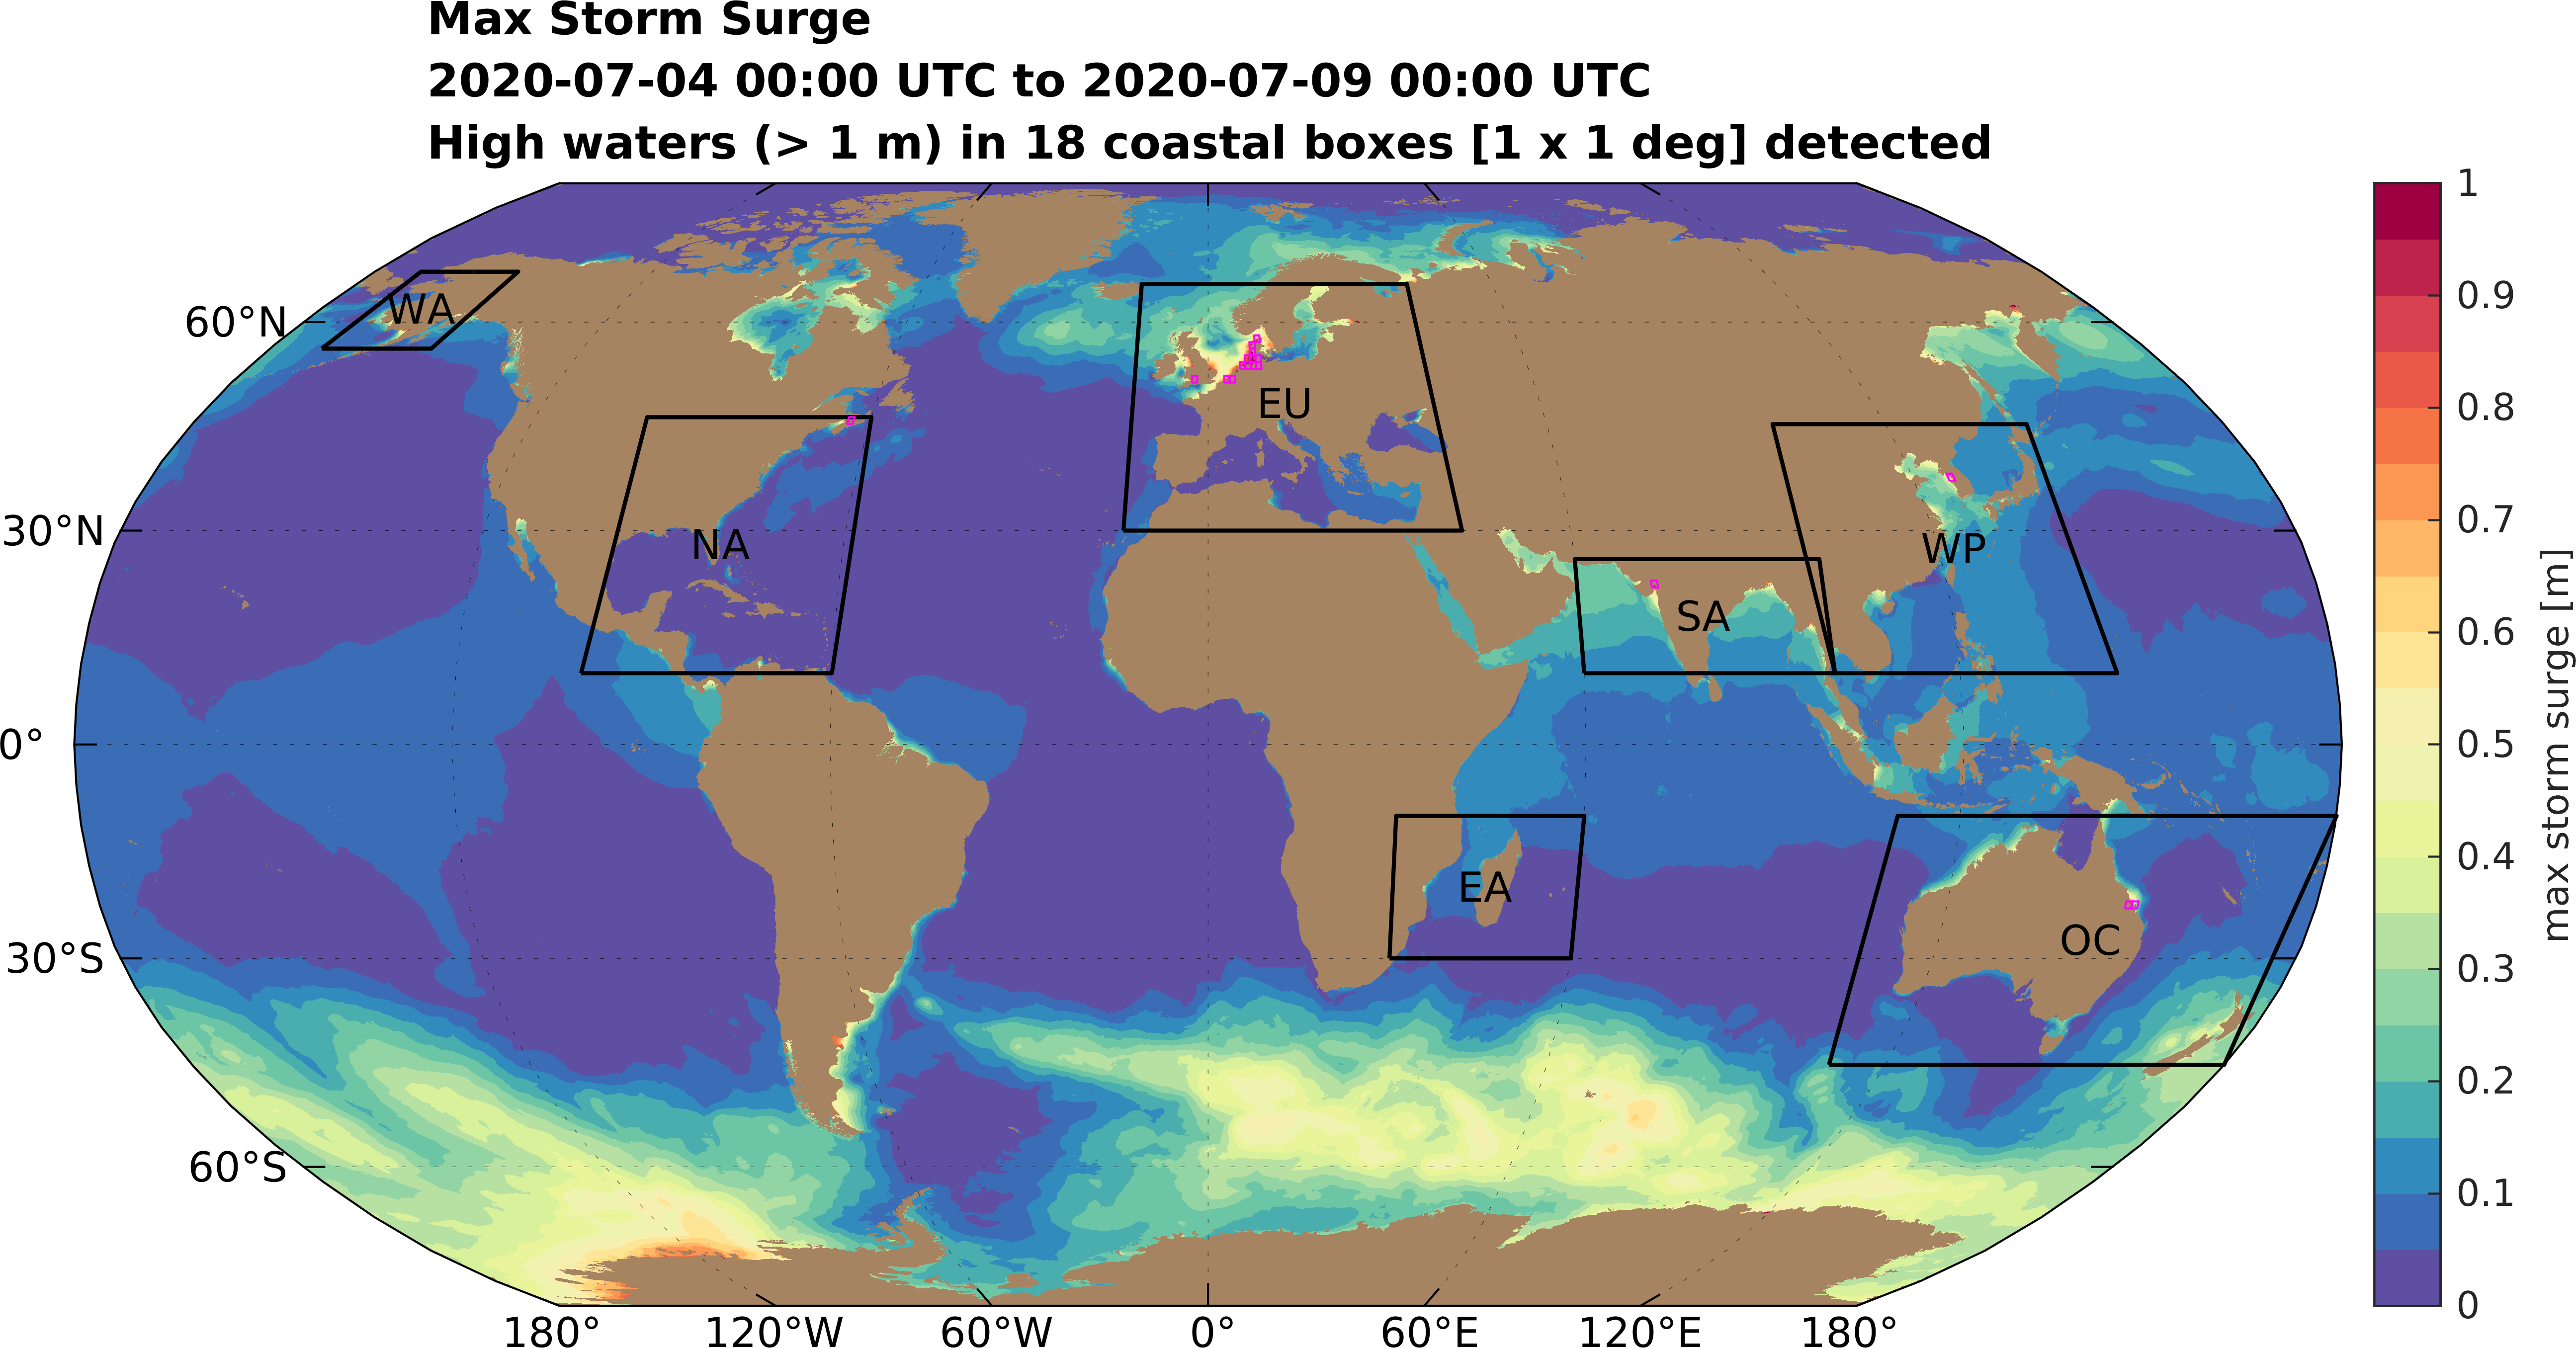 Max Storm Surge
2020-07-04 00:00 UTC to 2020-07-09 00:00 UTC
High waters (> 1 m) in 18 coastal boxes [1 x 1 deg] detected
60°N
30°N
0°
30°S
60°S
WA
NA
EU
SA
WP
EA
OC
180°
120°W
60°W
0°
60°E
120°E
180°
1
0.9
0.8
0.7
0.6
0.5
0.4
0.3
0.2
0.1
0
max storm surge [m]